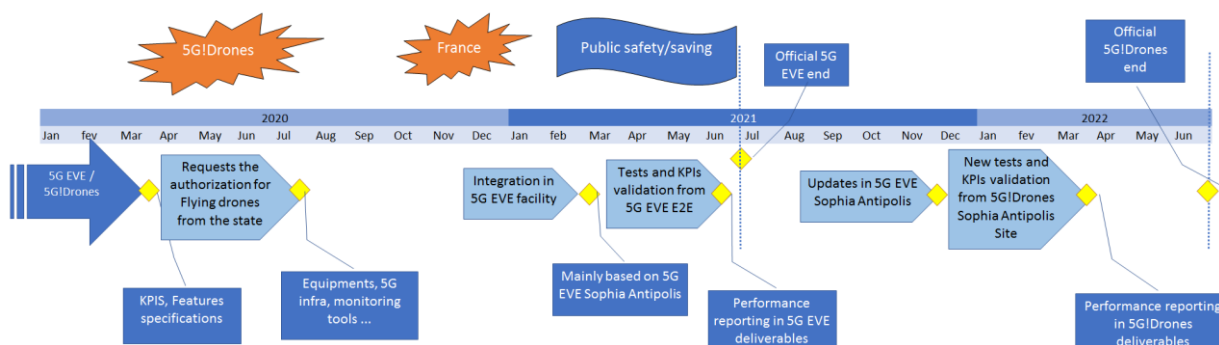 5G!Drones
France
Public safety/saving
Official 5G
EVE end
Official
5G!Drones
end
2020
2021
2022
Jan fev Mar Apr May Jun Jul Aug Sep Oct Nov Dec Jan feb Mar Apr May Jun Jul Aug Sep Oct Nov Dec Jan fev Mar Apr May Jun
5G EVE /
5G!Drones
Requests the
authorization for
Flying drones
from the state
Integration in
5G EVE facility
Tests and KPIs
validation from
5G EVE E2E
Updates in 5G EVE
Sophia Antipolis
New tests and
KPIs validation
from 5G!Drones
Sophia Antipolis
Site
KPIS, Features
specifications
Equipments, 5G
infra, monitoring
tools ...
Mainly based on 5G
EVE Sophia Antipolis
Performance
reporting in 5G EVE
deliverables
Performance reporting
in 5G!Drones
deliverables